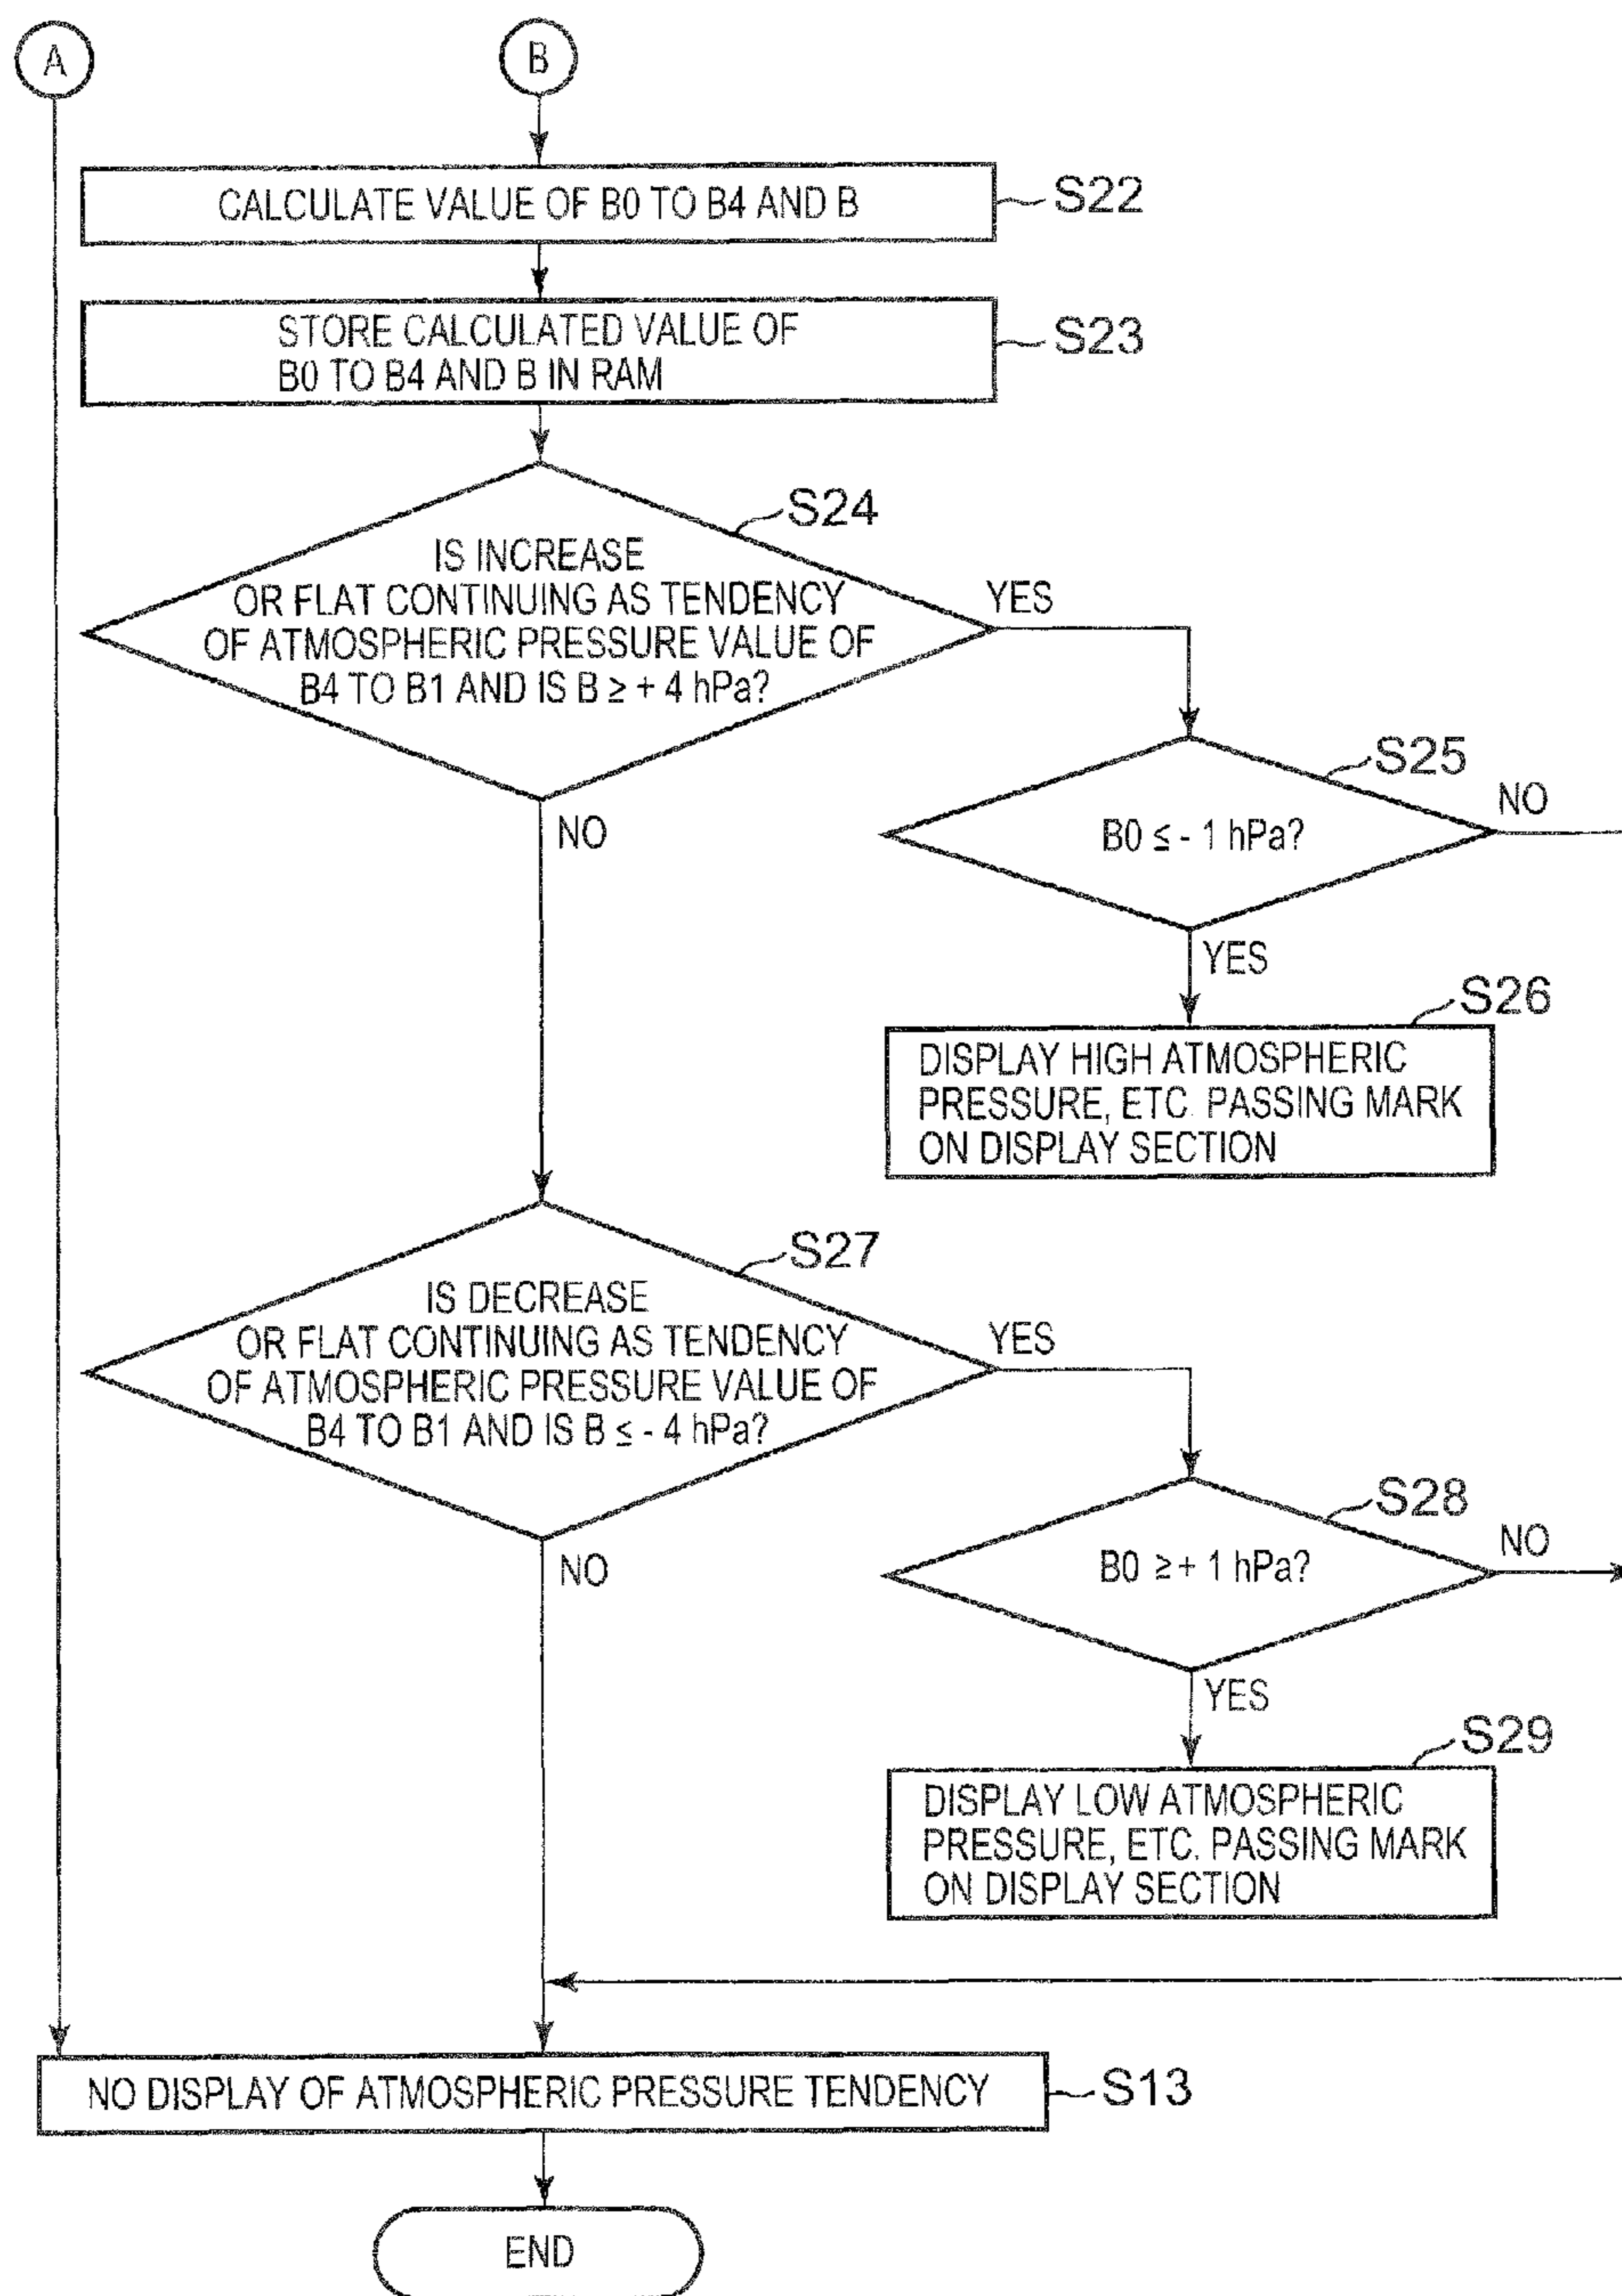 A
B
CALCULATE VALUE OF B0 TO B4 AND B
S22
STORE CALCULATED VALUE OF
B0 TO B4 AND B IN RAM
S23
S24
IS INCREASE
OR FLAT CONTINUING AS TENDENCY
OF ATMOSPHERIC PRESSURE VALUE OF
B4 TO B1 AND IS B ≥ + 4 hPa?
YES
NO
S25
B0 ≤ - 1 hPa?
NO
YES
S26
DISPLAY HIGH ATMOSPHERIC
PRESSURE, ETC. PASSING MARK
ON DISPLAY SECTION
S27
IS DECREASE
OR FLAT CONTINUING AS TENDENCY
OF ATMOSPHERIC PRESSURE VALUE OF
B4 TO B1 AND IS B ≤ - 4 hPa?
YES
NO
S28
B0 ≥ + 1 hPa?
NO
YES
S29
DISPLAY LOW ATMOSPHERIC
PRESSURE, ETC. PASSING MARK
ON DISPLAY SECTION
NO DISPLAY OF ATMOSPHERIC PRESSURE TENDENCY
S13
END